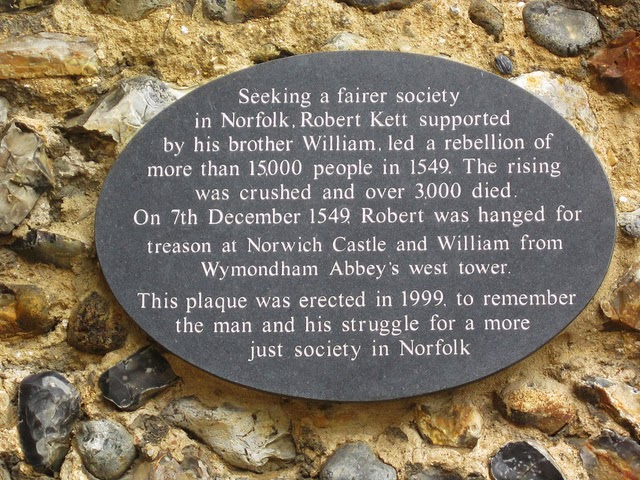 Seeking a fairer society
in Norfolk, Robert Kett supported
by his brother William, led a rebellion of
more than 15,000 people in 1549. The rising
was crushed and over 3,000 died.
On 7th December 1549, Robert was hanged for
treason at Norwich Castle and William from
Wymondham Abbey's west tower.
This plaque was erected in 1999, to remember
the man and his struggle for a more
just society in Norfolk